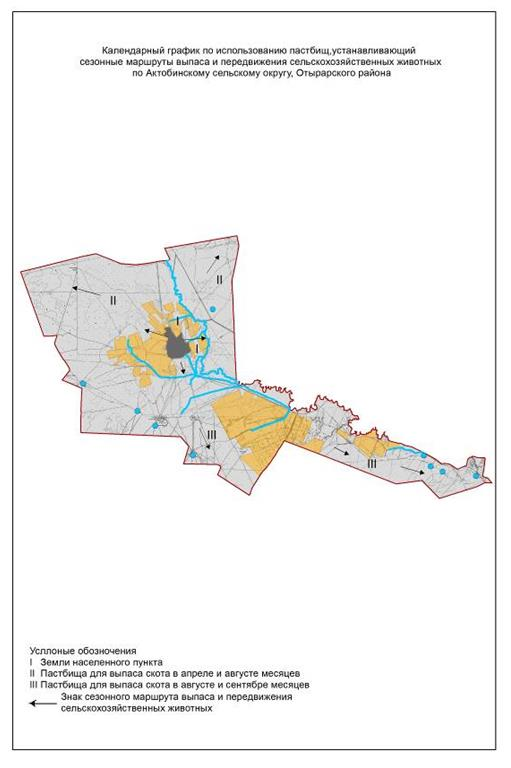 Календарный график по использованию пастбищ,устанавливающий
сезонные маршруты выпаса и передвижения сельскохозяйственных животных
по Актобинскому сельскому округу, Отырарского района
II
II
I
I
III
III
Усллоные обозначения
I Земли населенного пункта
II Пастбища для выпаса скота в апреле и августе месяцев
III Пастбища для выпаса скота в августе и сентябре месяцев
Знак сезонного маршрута выпаса и передвижения
сельскохозяйственных животных